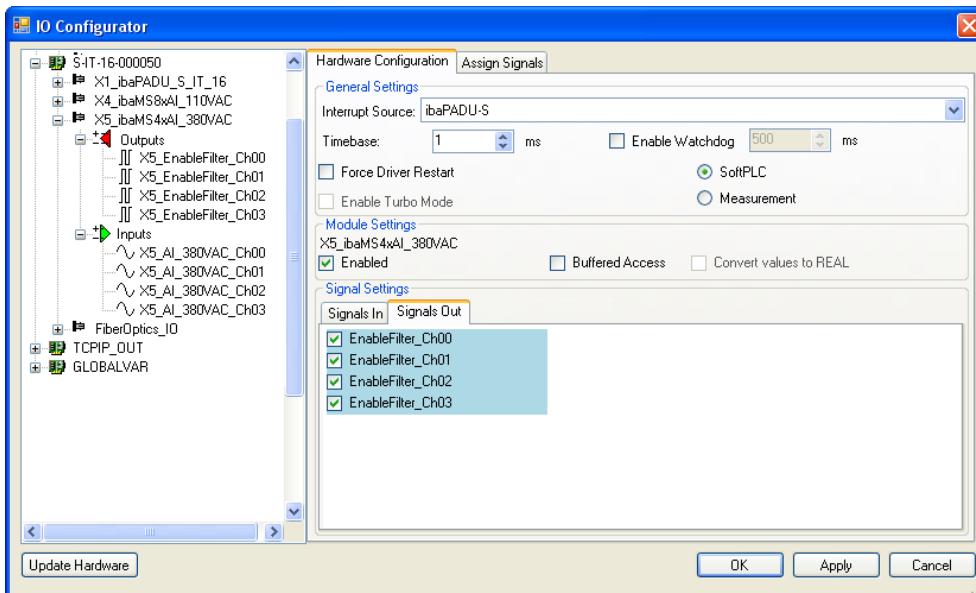 IO Configurator
S-IT-16-000050
X1_ibaPADU_S_IT_16
X4_ibaMS8xAI_110VAC
X5_ibaMS4xAI_380VAC
Outputs
X5_EnableFilter_Ch00
X5_EnableFilter_Ch01
X5_EnableFilter_Ch02
X5_EnableFilter_Ch03
Inputs
X5_AI_380VAC_Ch00
X5_AI_380VAC_Ch01
X5_AI_380VAC_Ch02
X5_AI_380VAC_Ch03
FiberOptics_IO
TCPIP_OUT
GLOBALVAR
Hardware Configuration Assign Signals
General Settings
Interrupt Source: ibaPADU-S
Timebase: 1 ms Enable Watchdog 500 ms
Force Driver Restart SoftPLC
Enable Turbo Mode Measurement
Module Settings
X5_ibaMS4xAI_380VAC
Enabled Buffered Access Convert values to REAL
Signal Settings
Signals In Signals Out
EnableFilter_Ch00
EnableFilter_Ch01
EnableFilter_Ch02
EnableFilter_Ch03
Update Hardware OK Apply Cancel